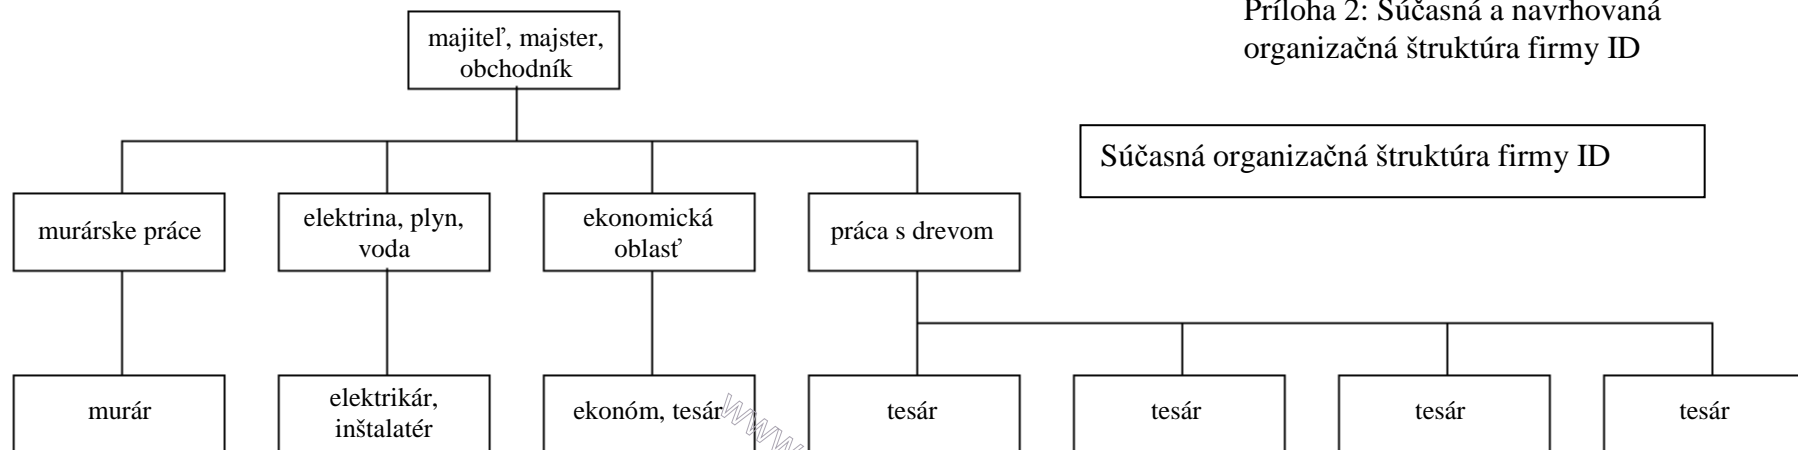 Príloha 2: Súčasná a navrhovaná
organizačná štruktúra firmy ID
Súčasná organizačná štruktúra firmy ID
majiteľ, majster,
obchodník
murárske práce
elektrina, plyn,
voda
ekonomická
oblasť
práca s drevom
murár
elektrikár,
inštalatér
ekonóm, tesár
tesár
tesár
tesár
tesár
www